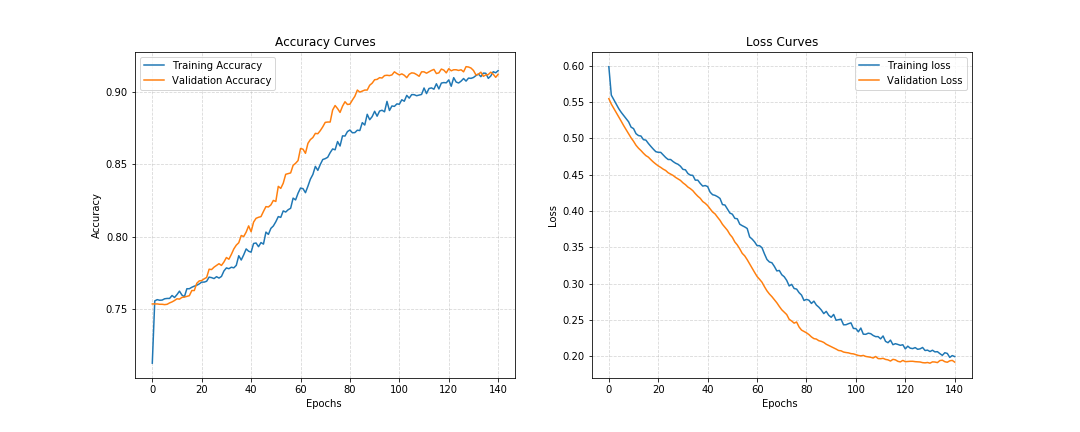 Accuracy Curves
Training Accuracy
Validation Accuracy
0.90
0.85
0.80
0.75
Accuracy
0 20 40 60 80 100 120 140
Epochs
Loss Curves
Training loss
Validation Loss
0.60
0.55
0.50
0.45
0.40
0.35
0.30
0.25
0.20
Loss
0 20 40 60 80 100 120 140
Epochs